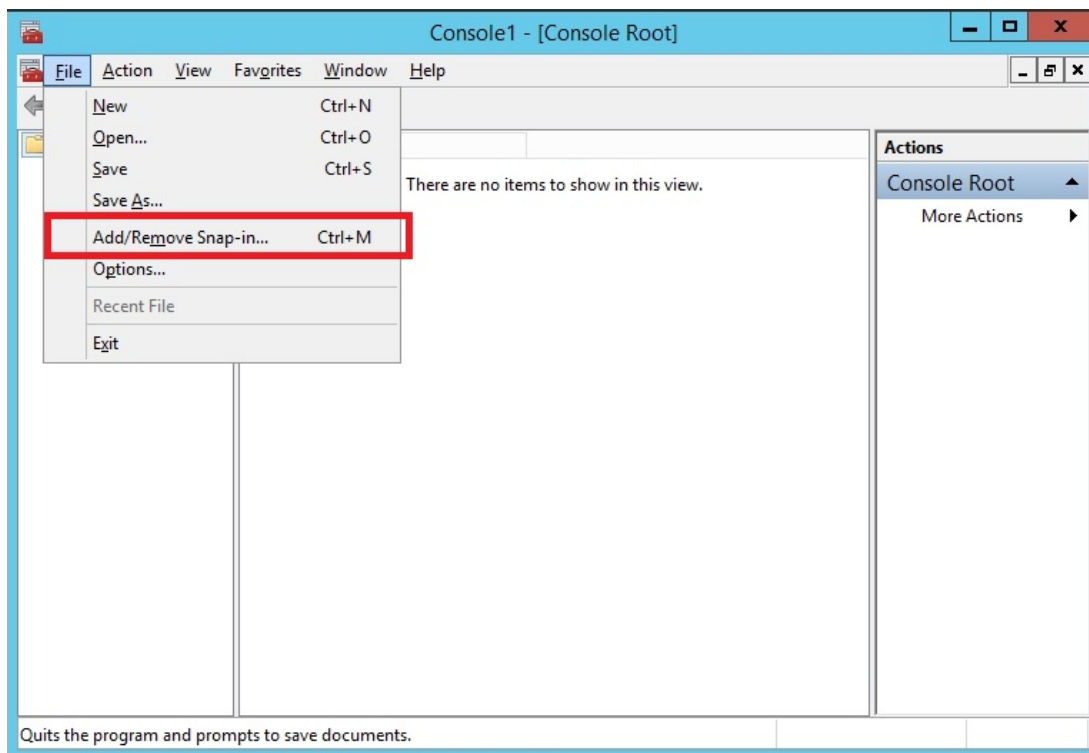 Console1 - [Console Root]
File Action View Favorites Window Help
New Ctrl+N
Open... Ctrl+O
Save Ctrl+S
Save As...
Add/Remove Snap-in... Ctrl+M
Options...
Recent File
Exit
There are no items to show in this view.
Actions
Console Root
More Actions
Quits the program and prompts to save documents.